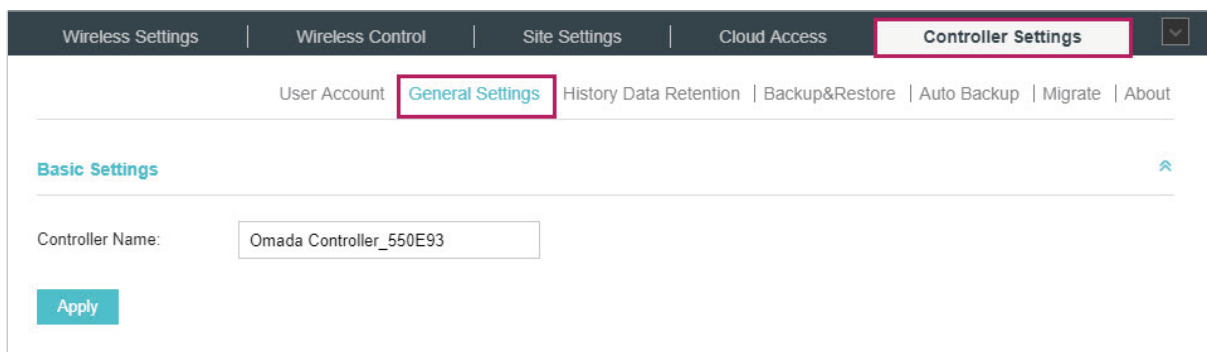 Wireless Settings | Wireless Control | Site Settings | Cloud Access Controller Settings
User Account General Settings History Data Retention | Backup&Restore | Auto Backup | Migrate | About
Basic Settings
Controller Name: Omada Controller_550E93
Apply